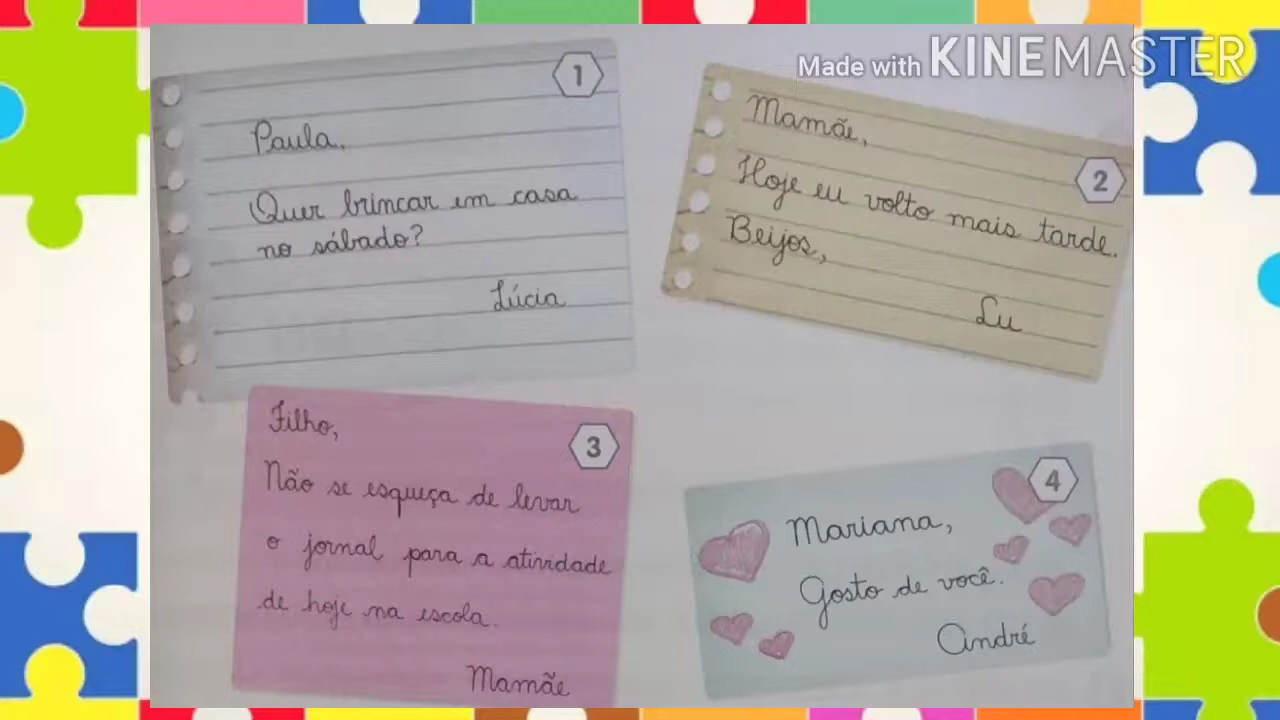 Made with KINEMASTER
1
Paula,
Quer brincar em casa
no sábado?
Lúcia
2
Mamãe,
Hoje eu volto mais tarde.
Beijos,
Lu
3
Filho,
Não se esqueça de levar
o jornal para a atividade
de hoje na escola.
Mamãe
4
Mariana,
Gosto de você.
André